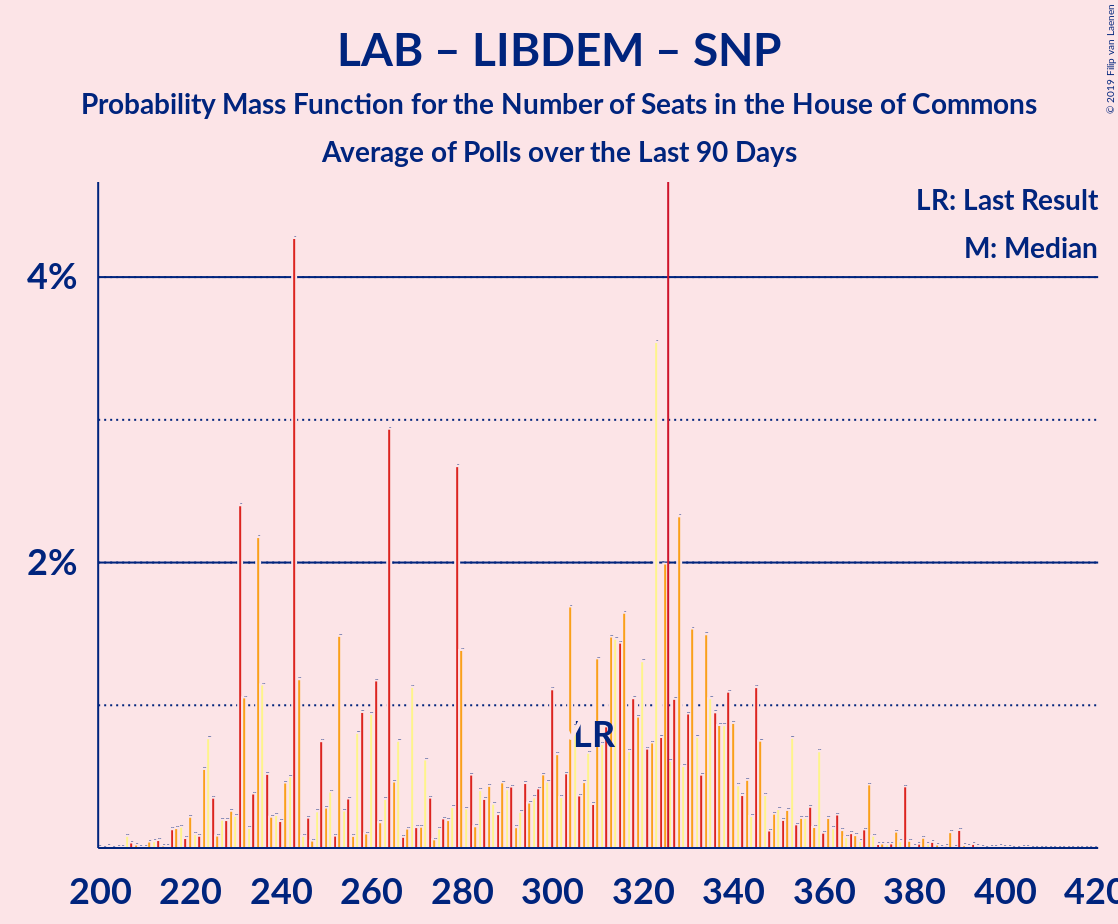 LAB – LIBDEM – SNP
Probability Mass Function for the Number of Seats in the House of Commons
Average of Polls over the Last 90 Days
© 2019 Filip van Laenen
LR: Last Result
M: Median
4%
2%
LR
200 220 240 260 280 300 320 340 360 380 400 420